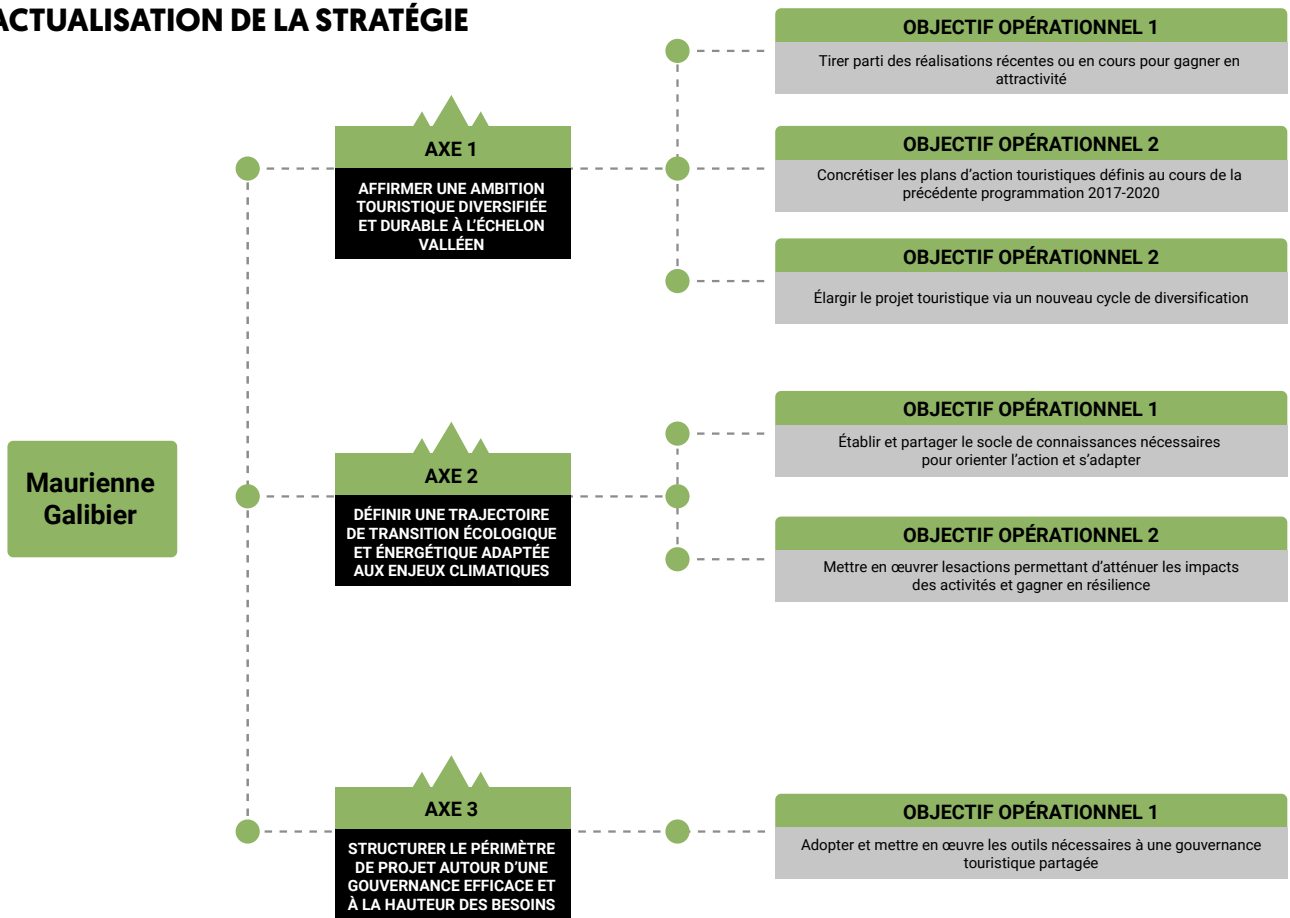 ACTUALISATION DE LA STRATÉGIE
Maurienne
Galibier
AXE 1
AFFIRMER UNE AMBITION
TOURISTIQUE DIVERSIFIÉE
ET DURABLE À L'ÉCHELON
VALLÉEN
OBJECTIF OPÉRATIONNEL 1
Tirer parti des réalisations récentes ou en cours pour gagner en
attractivité
OBJECTIF OPÉRATIONNEL 2
Concrétiser les plans d'action touristiques définis au cours de la
précédente programmation 2017-2020
OBJECTIF OPÉRATIONNEL 2
Élargir le projet touristique via un nouveau cycle de diversification
AXE 2
DÉFINIR UNE TRAJECTOIRE
DE TRANSITION ÉCOLOGIQUE
ET ÉNERGÉTIQUE ADAPTÉE
AUX ENJEUX CLIMATIQUES
OBJECTIF OPÉRATIONNEL 1
Établir et partager le socle de connaissances nécessaires
pour orienter l'action et s'adapter
OBJECTIF OPÉRATIONNEL 2
Mettre en œuvrer lesactions permettant d'atténuer les impacts
des activités et gagner en résilience
AXE 3
STRUCTURER LE PÉRIMÈTRE
DE PROJET AUTOUR D'UNE
GOUVERNANCE EFFICACE ET
À LA HAUTEUR DES BESOINS
OBJECTIF OPÉRATIONNEL 1
Adopter et mettre en œuvre les outils nécessaires à une gouvernance
touristique partagée